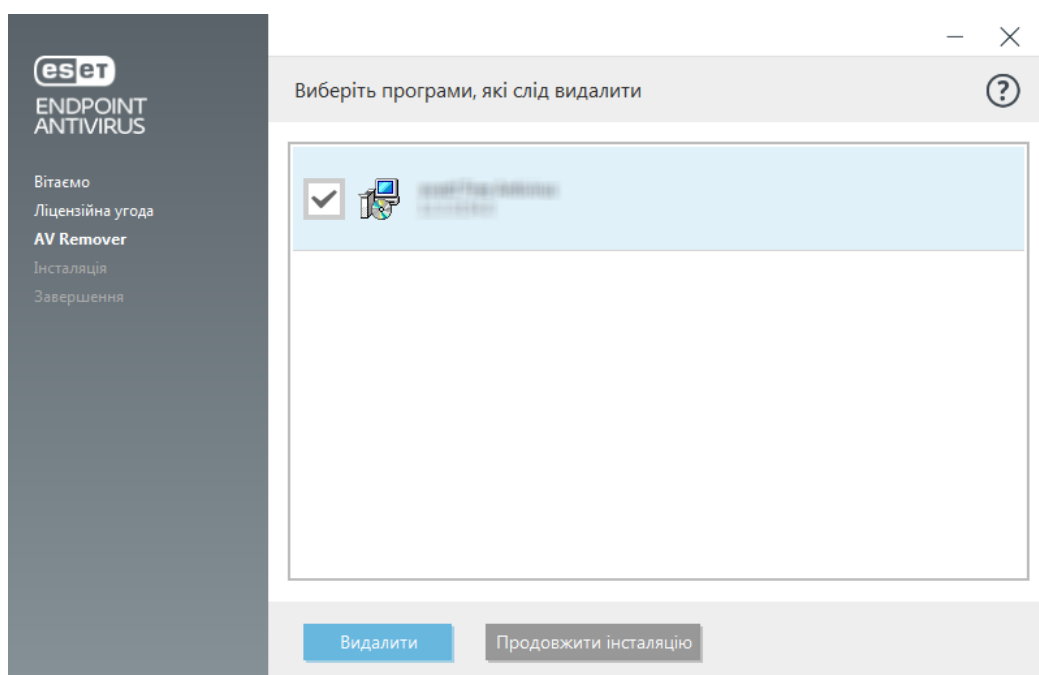 eset
ENDPOINT
ANTIVIRUS
Вітаємо
Ліцензійна угода
AV Remover
Інсталяція
Завершення
Виберіть програми, які слід видалити
?
Видалити
Продовжити інсталяцію